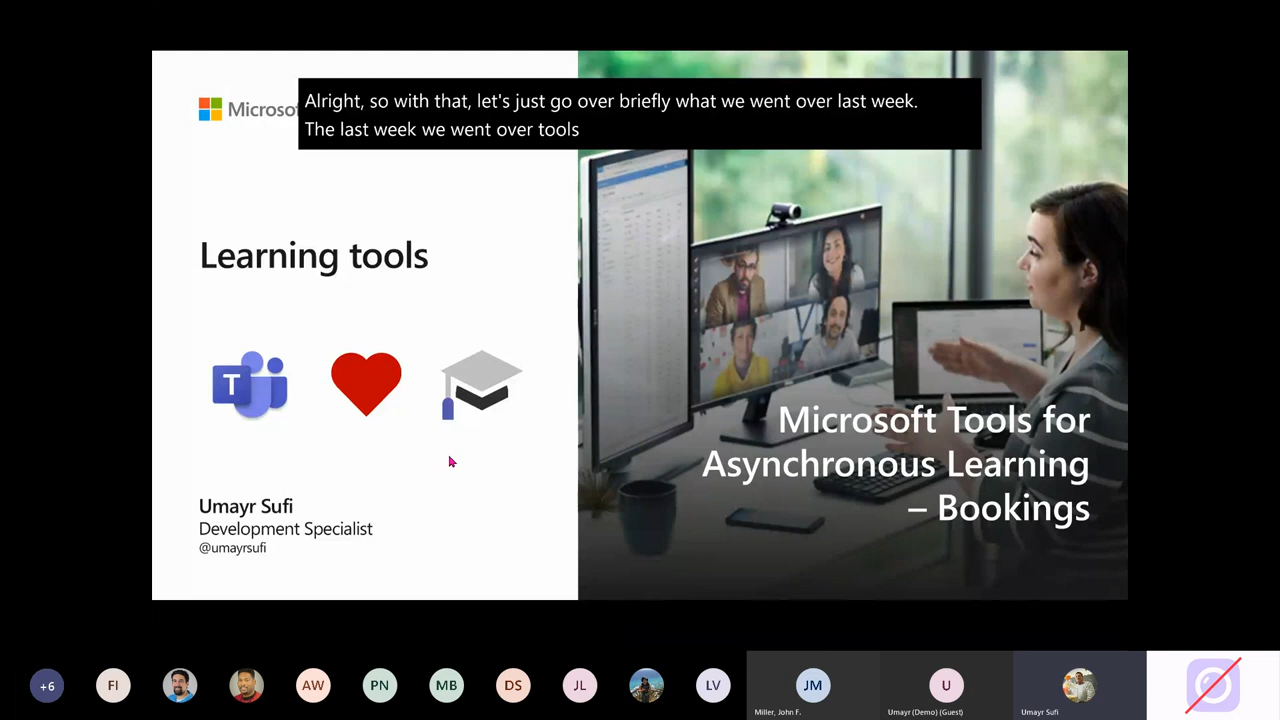 Alright, so with that, let's just go over briefly what we went over last week.
The last week we went over tools
Learning tools
T
Umayr Sufi
Development Specialist
@umayrsufi
Microsoft Tools for
Asynchronous Learning
– Bookings
+6
FI
AW
PN
MB
DS
JL
LV
JM
Miller, John F.
U
Umayr (Demo) (Guest)
Umayr Sufi